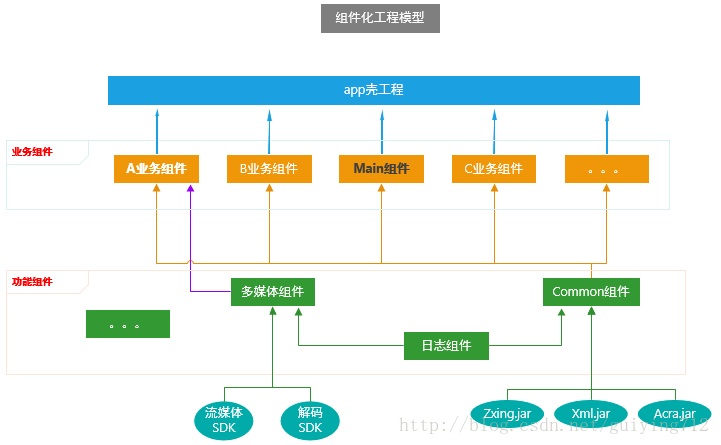 组件化工程模型
app壳工程
业务组件
A业务组件
B业务组件
Main组件
C业务组件
。。。
功能组件
多媒体组件
Common组件
。。。
日志组件
流媒体
SDK
解码
SDK
Zxing.jar
Xml.jar
Acra.jar
http://blog.csdn.net/guiying712